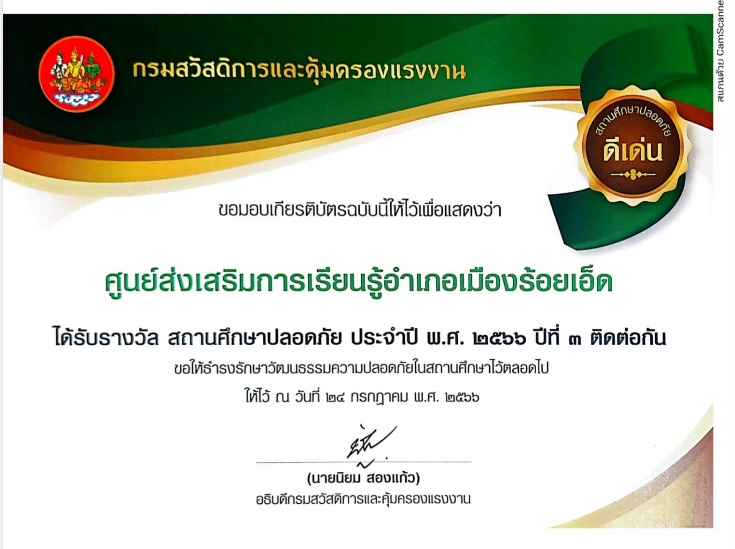 กรมสวัสดิการและคุ้มครองแรงงาน
สถานศึกษาปลอดภัย
ดีเด่น
ขอมอบเกียรติบัตรฉบับนี้ให้ไว้เพื่อแสดงว่า
ศูนย์ส่งเสริมการเรียนรู้อำเภอเมืองร้อยเอ็ด
ได้รับรางวัล สถานศึกษาปลอดภัย ประจำปี พ.ศ. ๒๕๖๖ ปีที่ ๓ ติดต่อกัน
ขอให้ธำรงรักษาวัฒนธรรมความปลอดภัยในสถานศึกษาไว้ตลอดไป
ให้ไว้ ณ วันที่ ๒๔ กรกฎาคม พ.ศ. ๒๕๖๖
(นายนิยม สองแก้ว)
อธิบดีกรมสวัสดิการและคุ้มครองแรงงาน
สแกนด้วย CamScanne